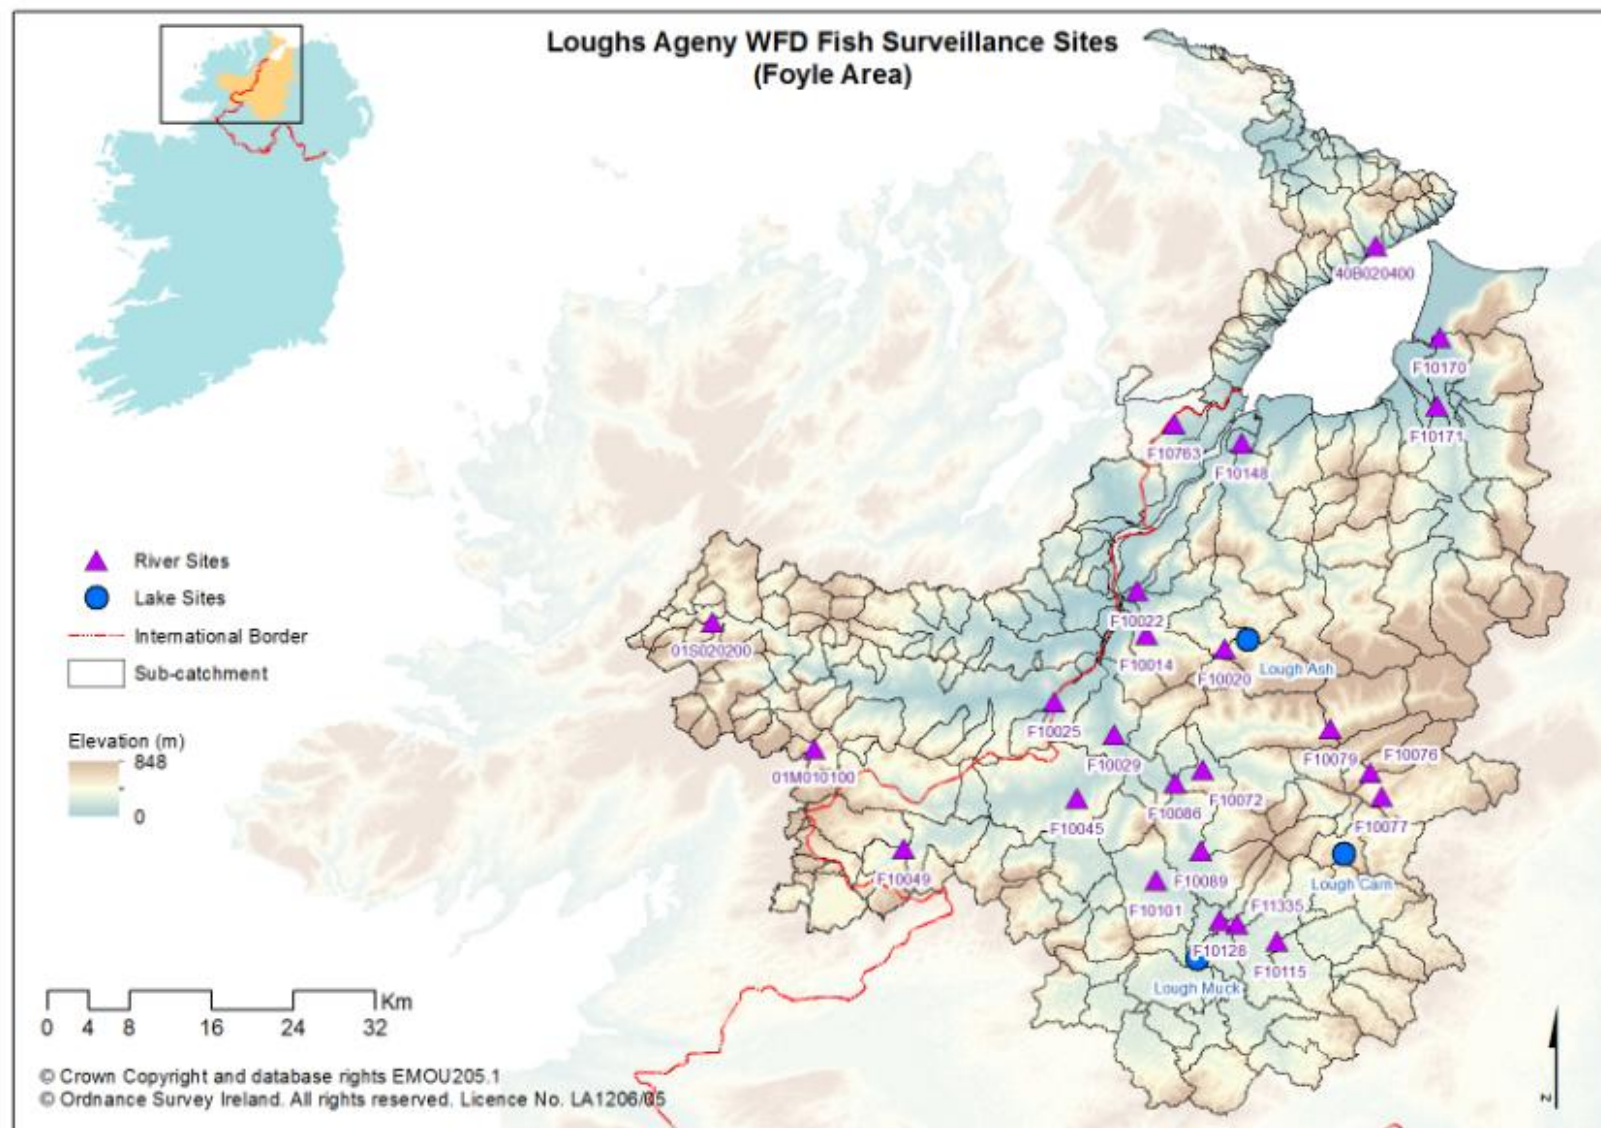 Loughs Ageny WFD Fish Surveillance Sites
(Foyle Area)
40B020400
F10170
F10171
F10763
F10148
River Sites
Lake Sites
International Border
Sub-catchment
F10022
01S020200
F10014
F10020
Lough Ash
F10025
Elevation (m)
848
0
F10029
F10079
F10076
01M010100
F10072
F10086
F10045
F10077
F10049
F10089
Lough Carn
F10101
F11335
F10128
F10115
Lough Muck
Km
0 4 8 16 24 32
© Crown Copyright and database rights EMOU205.1
© Ordnance Survey Ireland. All rights reserved. Licence No. LA1206/05
N